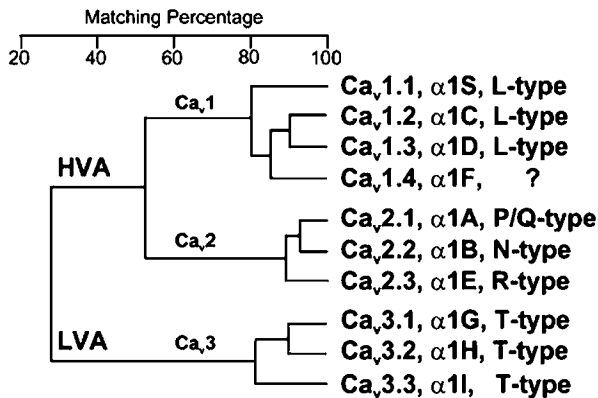 Matching Percentage
20 40 60 80 100
Caᵥ1
HVA
Caᵥ2
LVA
Caᵥ3
Caᵥ1.1, α1S, L-type
Caᵥ1.2, α1C, L-type
Caᵥ1.3, α1D, L-type
Caᵥ1.4, α1F, ?
Caᵥ2.1, α1A, P/Q-type
Caᵥ2.2, α1B, N-type
Caᵥ2.3, α1E, R-type
Caᵥ3.1, α1G, T-type
Caᵥ3.2, α1H, T-type
Caᵥ3.3, α1I, T-type